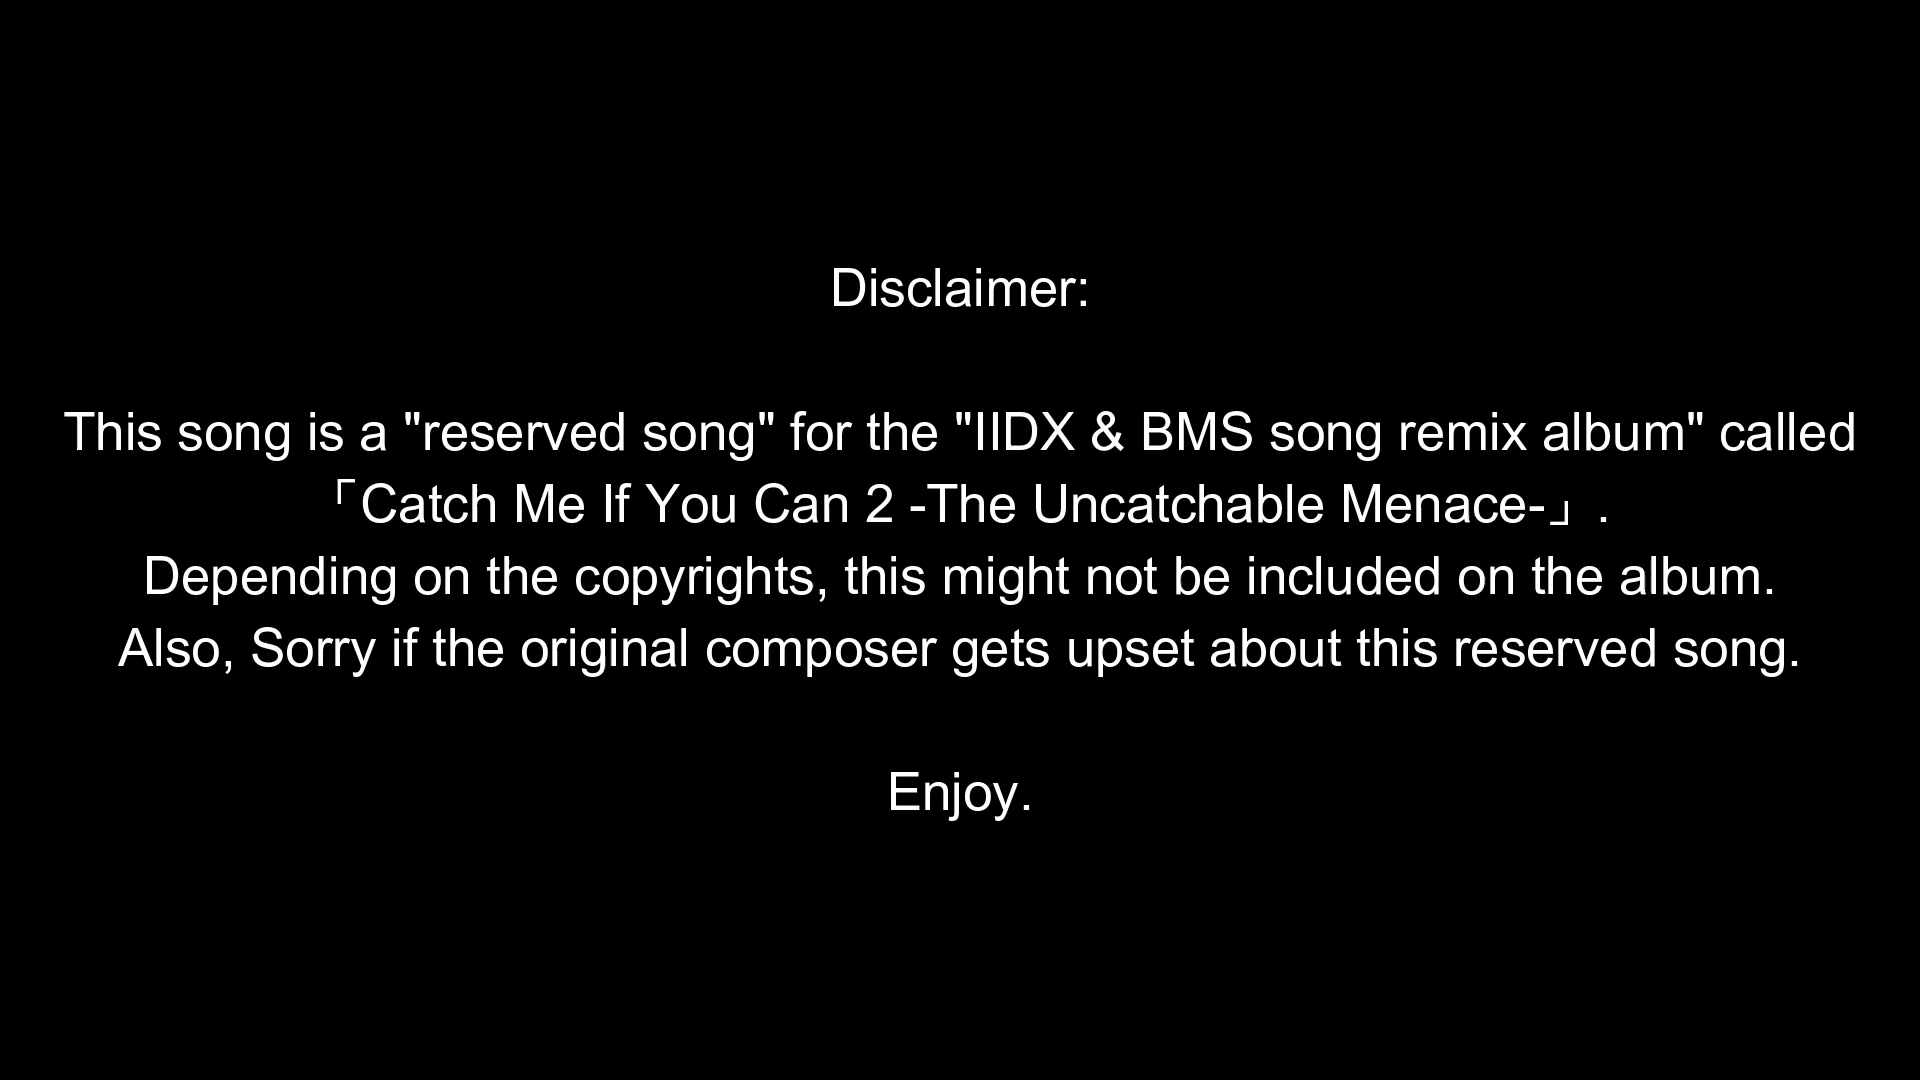 Disclaimer:
This song is a "reserved song" for the "IIDX & BMS song remix album" called
「Catch Me If You Can 2 -The Uncatchable Menace-」.
Depending on the copyrights, this might not be included on the album.
Also, Sorry if the original composer gets upset about this reserved song.
Enjoy.